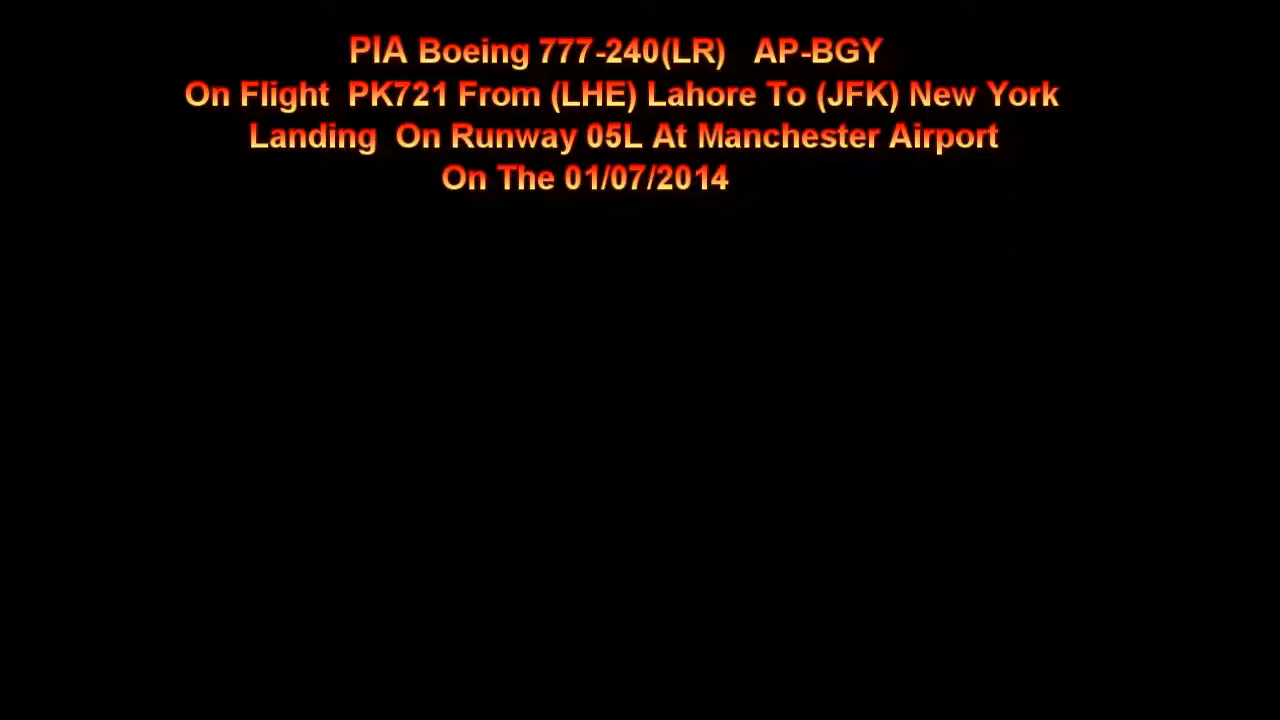 PIA Boeing 777-240(LR) AP-BGY
On Flight PK721 From (LHE) Lahore To (JFK) New York
Landing On Runway 05L At Manchester Airport
On The 01/07/2014